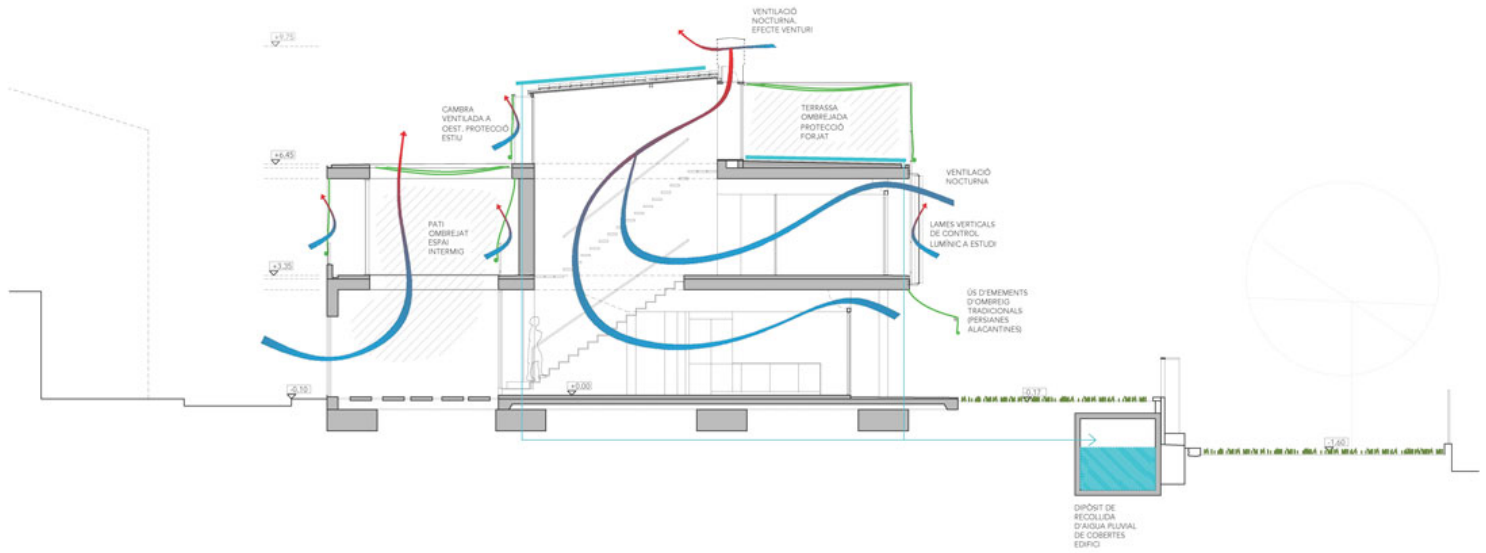 VENTILACIÓ
NOCTURNA.
EFECTE VENTURI
+9,75
CAMBRA
VENTILADA A
OEST. PROTECCIÓ
ESTIU
TERRASSA
OMBREJADA
PROTECCIÓ
FORJAT
+6,45
VENTILACIÓ
NOCTURNA
PATI
OMBREJAT
ESPAI
INTERMIG
LAMES VERTICALS
DE CONTROL
LUMÍNIC A ESTUDI
+3,35
ÚS D'EMEMENTS
D'OMBREIG
TRADICIONALS
(PERSIANES
ALACANTINES)
-0,10
+0,00
-0,17
-1,60
DIPÒSIT DE
RECOLLIDA
D'AIGUA PLUVIAL
DE COBERTES
EDIFICI